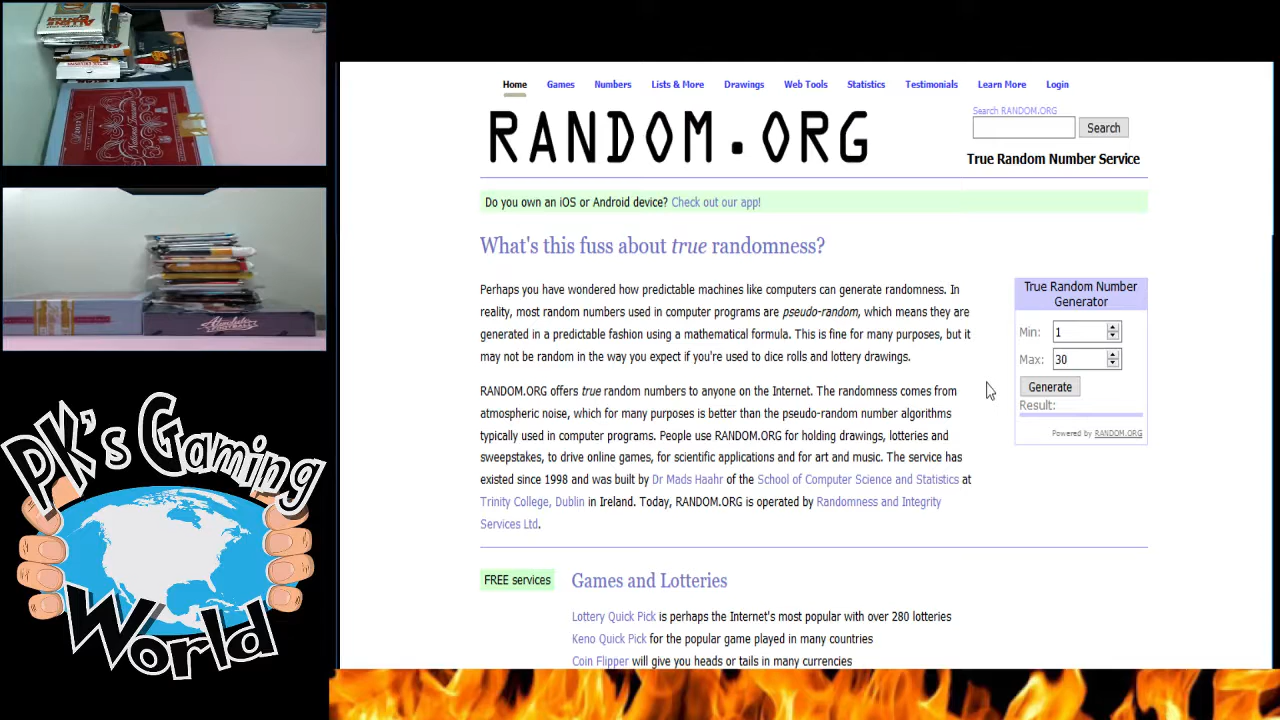 Home Games Numbers Lists & More Drawings Web Tools Statistics Testimonials Learn More Login
RANDOM.ORG
Search RANDOM.ORG
Search
True Random Number Service
Do you own an iOS or Android device? Check out our app!
What's this fuss about true randomness?
Perhaps you have wondered how predictable machines like computers can generate randomness. In
reality, most random numbers used in computer programs are pseudo-random, which means they are
generated in a predictable fashion using a mathematical formula. This is fine for many purposes, but it
may not be random in the way you expect if you're used to dice rolls and lottery drawings.
RANDOM.ORG offers true random numbers to anyone on the Internet. The randomness comes from
atmospheric noise, which for many purposes is better than the pseudo-random number algorithms
typically used in computer programs. People use RANDOM.ORG for holding drawings, lotteries and
sweepstakes, to drive online games, for scientific applications and for art and music. The service has
existed since 1998 and was built by Dr Mads Haahr of the School of Computer Science and Statistics at
Trinity College, Dublin in Ireland. Today, RANDOM.ORG is operated by Randomness and Integrity
Services Ltd.
True Random Number
Generator
Min: 1
Max: 30
Generate
Result:
Powered by RANDOM.ORG
FREE services
Games and Lotteries
Lottery Quick Pick is perhaps the Internet's most popular with over 280 lotteries
Keno Quick Pick for the popular game played in many countries
Coin Flipper will give you heads or tails in many currencies
PK's Gaming
World